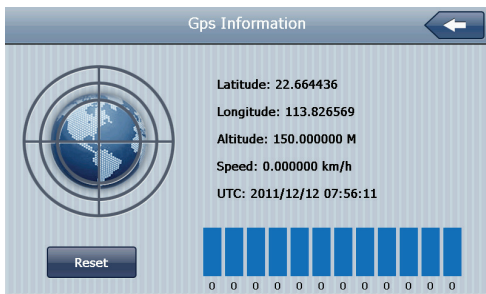 Gps Information
Latitude: 22.664436
Longitude: 113.826569
Altitude: 150.000000 M
Speed: 0.000000 km/h
UTC: 2011/12/12 07:56:11
Reset
0 0 0 0 0 0 0 0 0 0 0 0